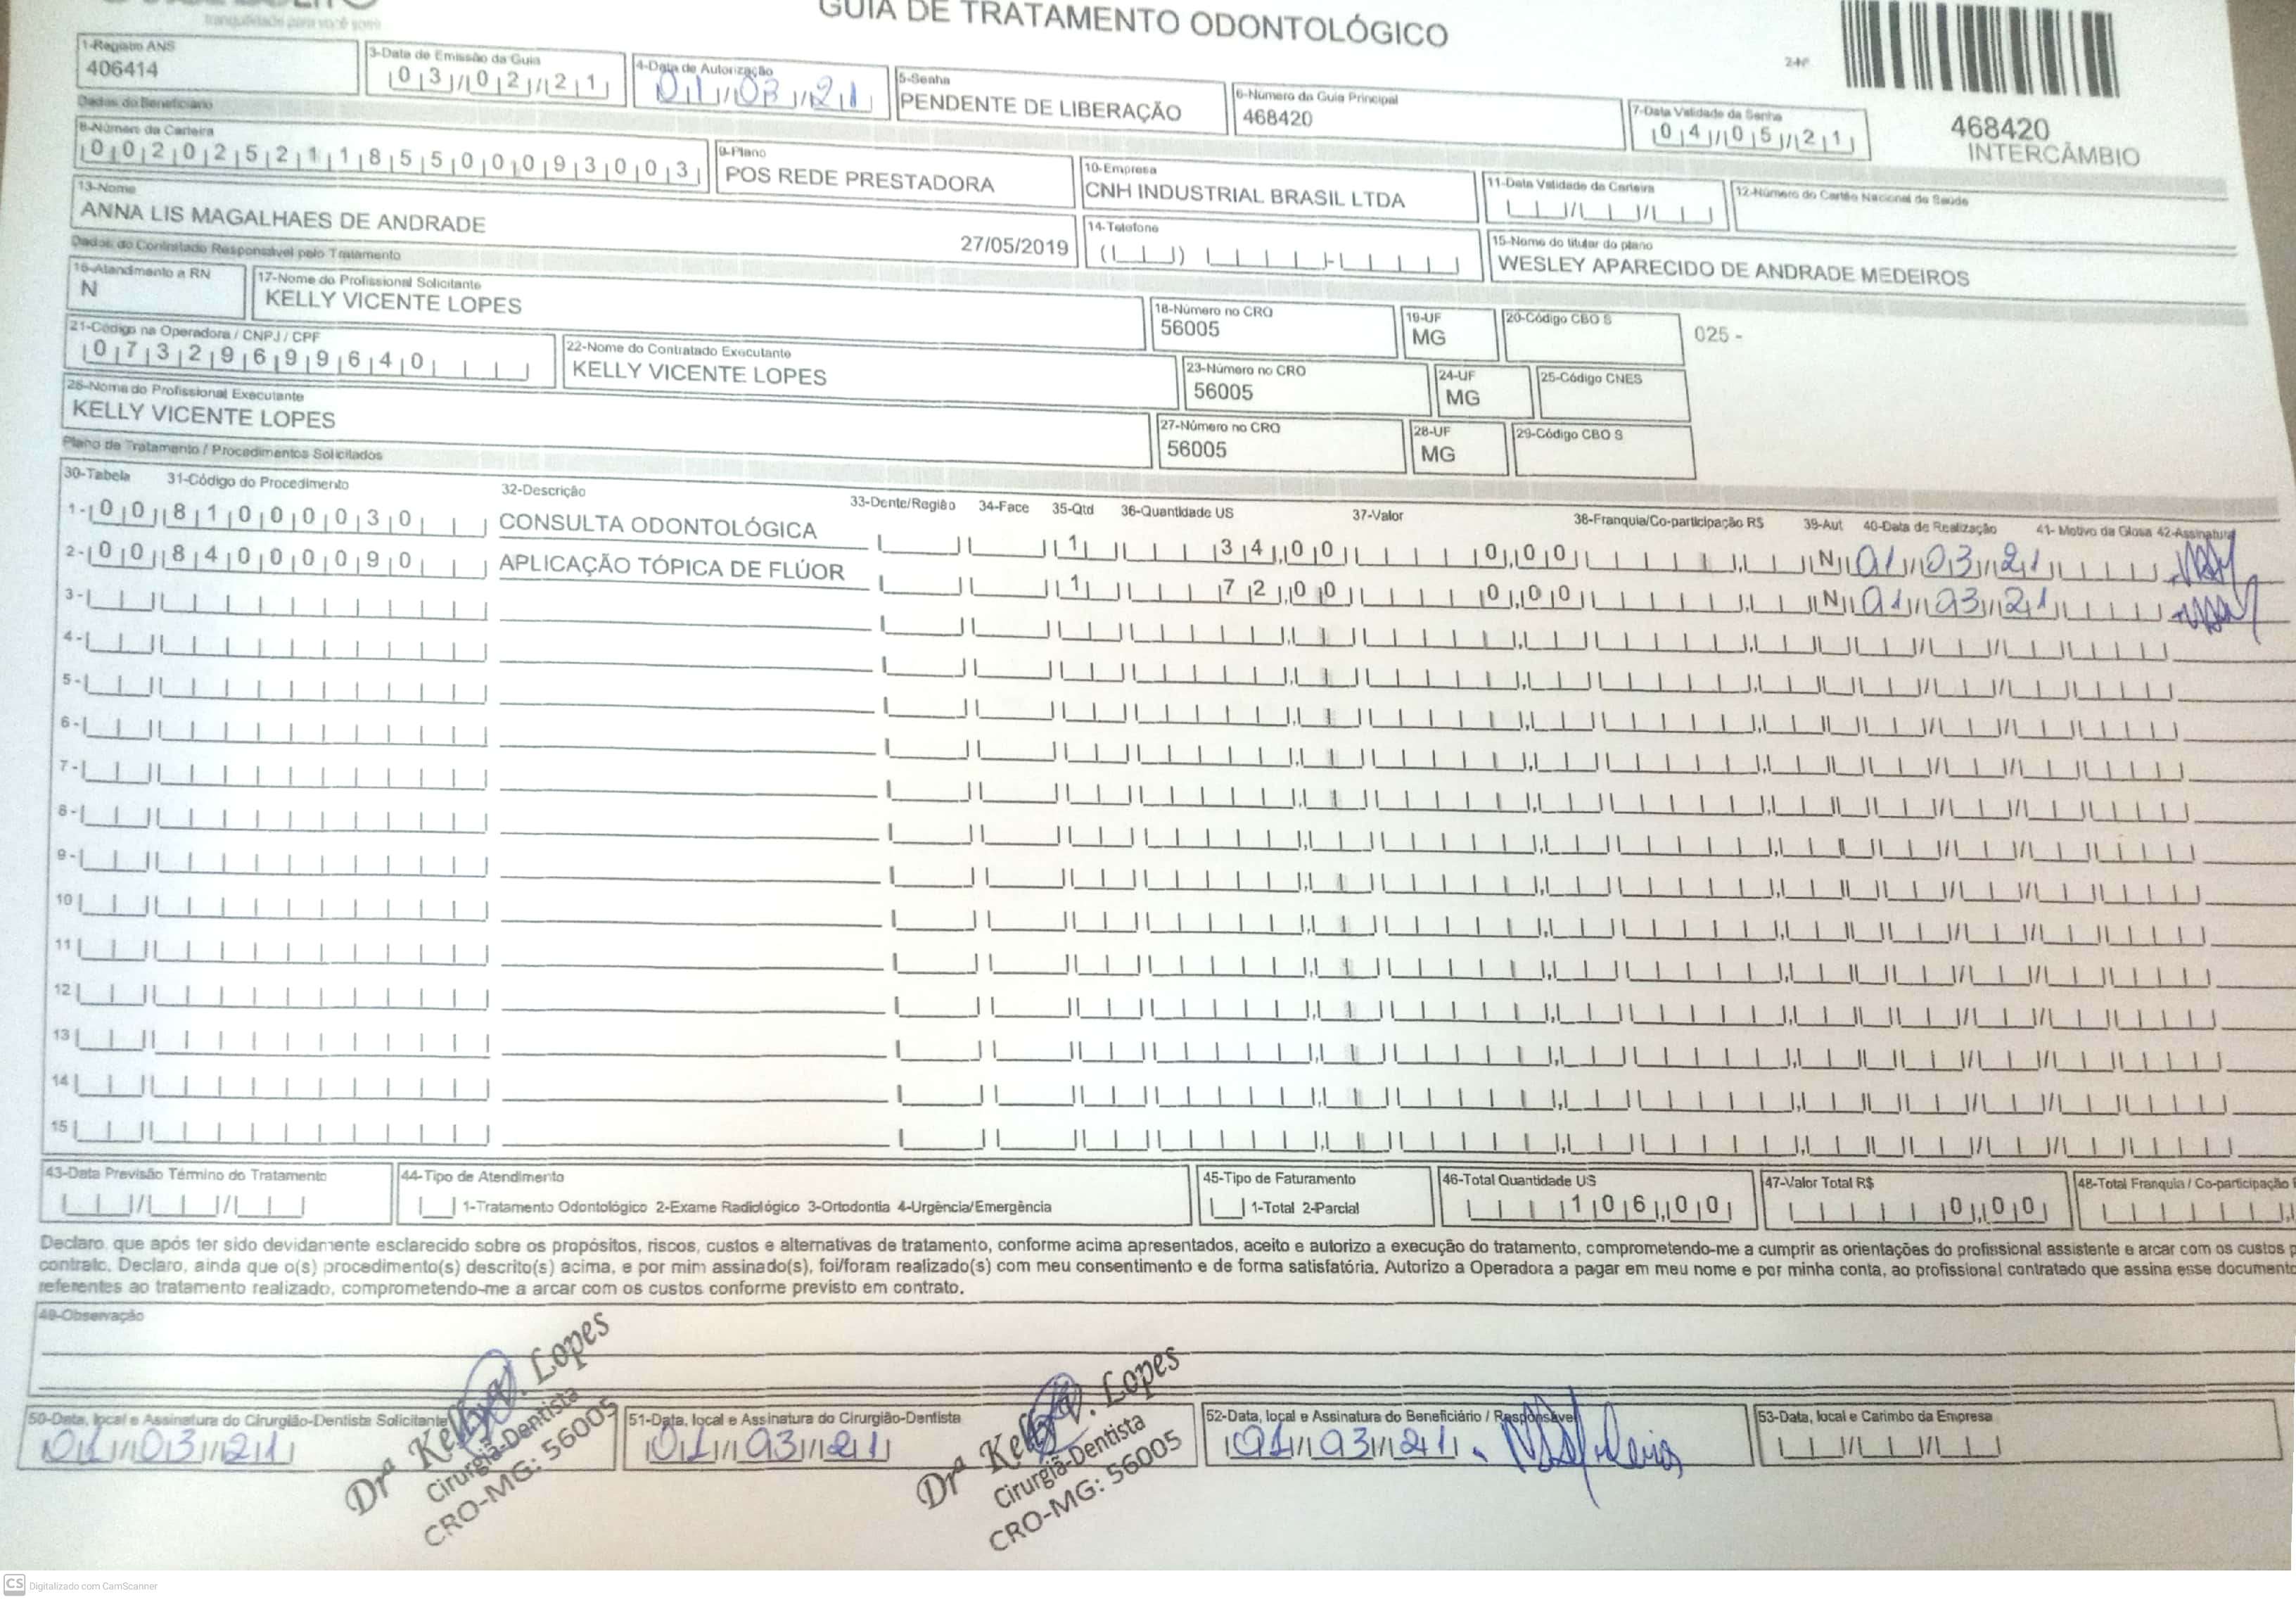 tranquilidade para você sorrir
GUIA DE TRATAMENTO ODONTOLÓGICO
2-Nº
468420
INTERCÂMBIO
1-Registro ANS
406414
3-Data de Emissão da Guia
03/02/21
4-Data de Autorização
01/03/21
5-Senha
PENDENTE DE LIBERAÇÃO
6-Número da Guia Principal
468420
7-Data Validade da Senha
04/05/21
Dados do Beneficiário
8-Número da Carteira
00202521185500093003
9-Plano
POS REDE PRESTADORA
10-Empresa
CNH INDUSTRIAL BRASIL LTDA
11-Data Validade da Carteira
12-Número do Cartão Nacional de Saúde
13-Nome
ANNA LIS MAGALHAES DE ANDRADE
27/05/2019
14-Telefone
15-Nome do titular do plano
WESLEY APARECIDO DE ANDRADE MEDEIROS
Dados do Contratado Responsável pelo Tratamento
16-Atendimento a RN
N
17-Nome do Profissional Solicitante
KELLY VICENTE LOPES
18-Número no CRO
56005
19-UF
MG
20-Código CBO S
025 -
21-Código na Operadora / CNPJ / CPF
07329699640
22-Nome do Contratado Executante
KELLY VICENTE LOPES
23-Número no CRO
56005
24-UF
MG
25-Código CNES
26-Nome do Profissional Executante
KELLY VICENTE LOPES
27-Número no CRO
56005
28-UF
MG
29-Código CBO S
Plano de Tratamento / Procedimentos Solicitados
30-Tabela 31-Código do Procedimento 32-Descrição 33-Dente/Região 34-Face 35-Qtd 36-Quantidade US 37-Valor 38-Franquia/Co-participação R$ 39-Aut 40-Data de Realização 41- Motivo da Glosa 42-Assinatura
1- 00 81000030 CONSULTA ODONTOLÓGICA 1 34,00 0,00 N 01/03/21
2- 00 84000090 APLICAÇÃO TÓPICA DE FLÚOR 1 72,00 0,00 N 01/03/21
3-
4-
5-
6-
7-
8-
9-
10
11
12
13
14
15
43-Data Previsão Término do Tratamento
44-Tipo de Atendimento
1-Tratamento Odontológico 2-Exame Radiológico 3-Ortodontia 4-Urgência/Emergência
45-Tipo de Faturamento
1-Total 2-Parcial
46-Total Quantidade US
106,00
47-Valor Total R$
0,00
48-Total Franquia / Co-participação
Declaro, que após ter sido devidamente esclarecido sobre os propósitos, riscos, custos e alternativas de tratamento, conforme acima apresentados, aceito e autorizo a execução do tratamento, comprometendo-me a cumprir as orientações do profissional assistente e arcar com os custos
contrato. Declaro, ainda que o(s) procedimento(s) descrito(s) acima, e por mim assinado(s), foi/foram realizado(s) com meu consentimento e de forma satisfatória. Autorizo a Operadora a pagar em meu nome e por minha conta, ao profissional contratado que assina esse documento
referentes ao tratamento realizado, comprometendo-me a arcar com os custos conforme previsto em contrato.
49-Observação
50-Data, local e Assinatura do Cirurgião-Dentista Solicitante
01/03/21
Drª Kelly V. Lopes
Cirurgiã-Dentista
CRO-MG: 56005
51-Data, local e Assinatura do Cirurgião-Dentista
01/03/21
Drª Kelly V. Lopes
Cirurgiã-Dentista
CRO-MG: 56005
52-Data, local e Assinatura do Beneficiário / Responsável
01/03/21
53-Data, local e Carimbo da Empresa
CS Digitalizado com CamScanner